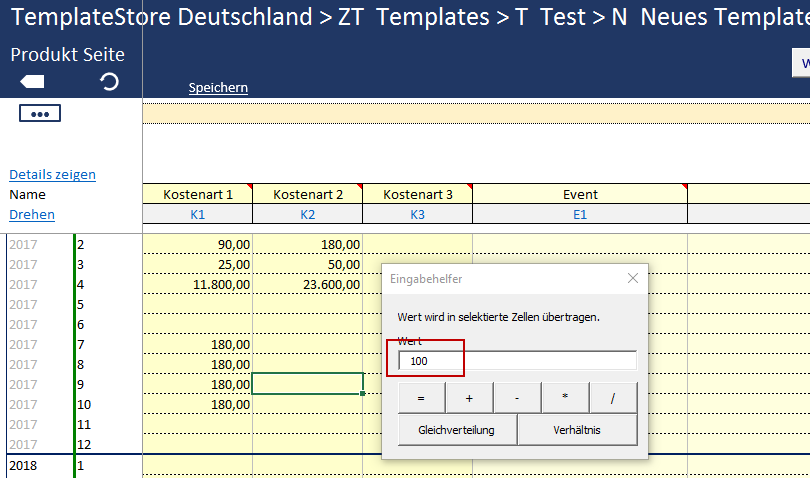 TemplateStore Deutschland > ZT Templates > T Test > N Neues Template
Produkt Seite
Speichern
W
•••
Details zeigen
Name Kostenart 1 Kostenart 2 Kostenart 3 Event
Drehen K1 K2 K3 E1
2017 2 90,00 180,00
2017 3 25,00 50,00
2017 4 11.800,00 23.600,00
2017 5
2017 6
2017 7 180,00
2017 8 180,00
2017 9 180,00
2017 10 180,00
2017 11
2017 12
2018 1
Eingabehelfer
Wert wird in selektierte Zellen übertragen.
Wert
100
= + - * /
Gleichverteilung Verhältnis